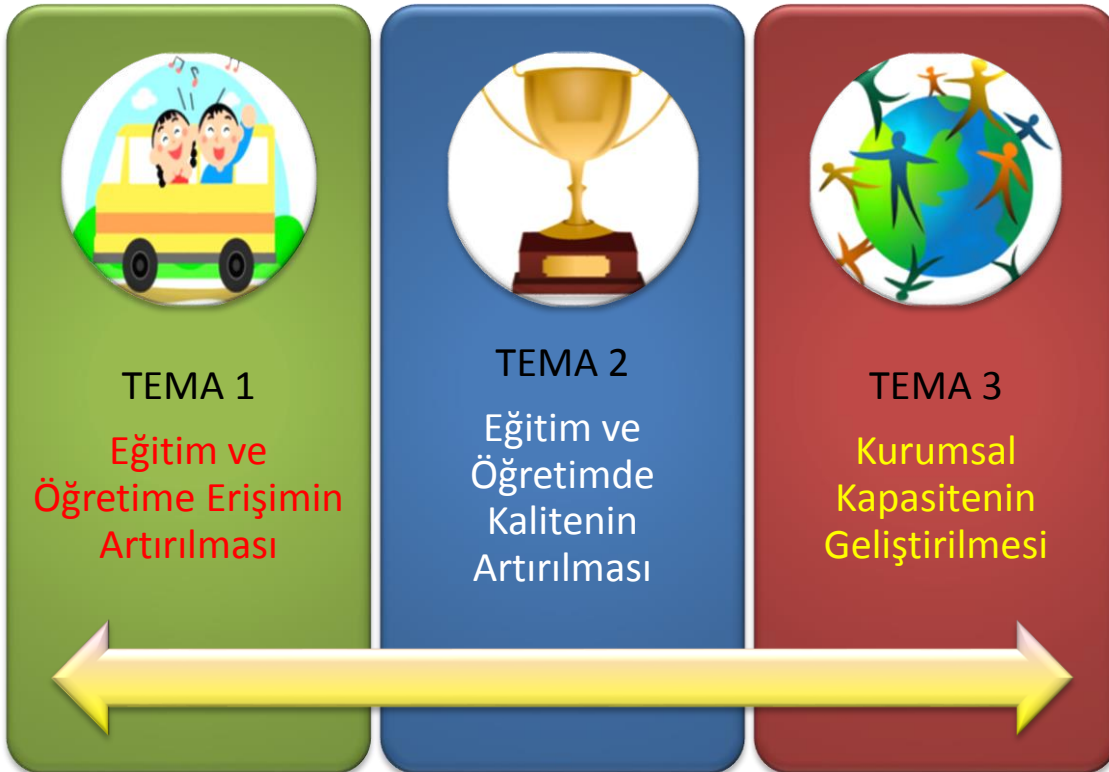 TEMA 1
Eğitim ve
Öğretime Erişimin
Artırılması
TEMA 2
Eğitim ve
Öğretimde
Kalitenin
Artırılması
TEMA 3
Kurumsal
Kapasitenin
Geliştirilmesi